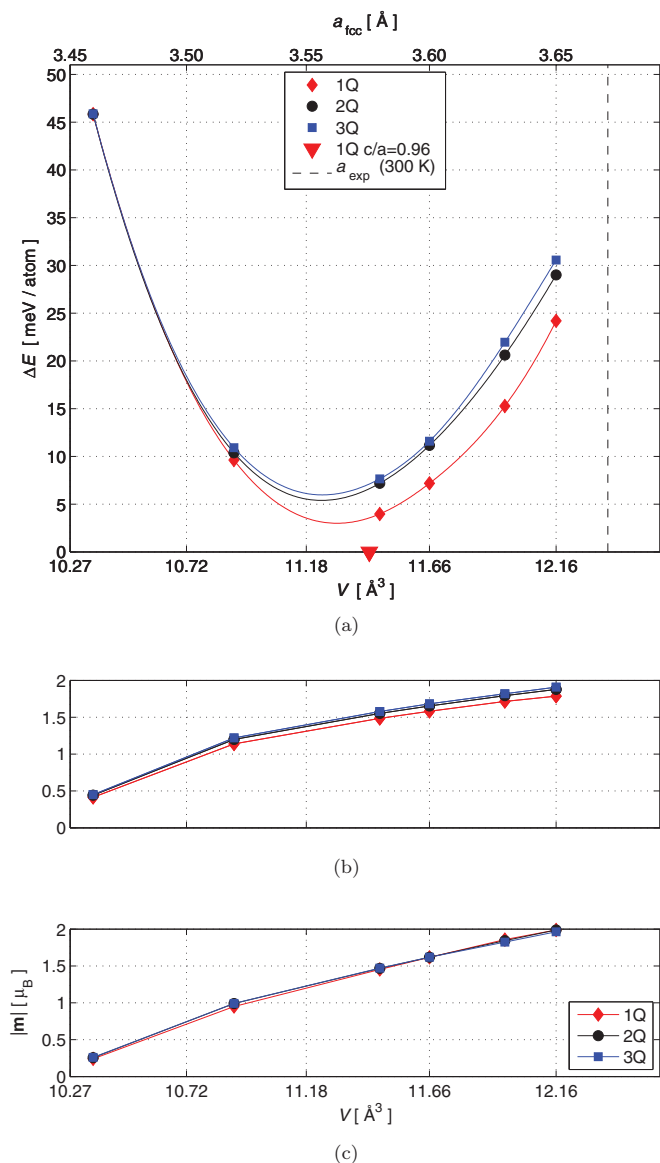 a fcc [ Å ]
3.45 3.50 3.55 3.60 3.65
50
45
40
35
30
25
20
15
10
5
0
ΔE [ meV / atom ]
1Q
2Q
3Q
1Q c/a=0.96
a exp (300 K)
10.27 10.72 11.18 11.66 12.16
V [ Å³ ]
(a)
2
1.5
1
0.5
0
(b)
2
1.5
1
0.5
0
|m| [ μB ]
1Q
2Q
3Q
10.27 10.72 11.18 11.66 12.16
V [ Å³ ]
(c)